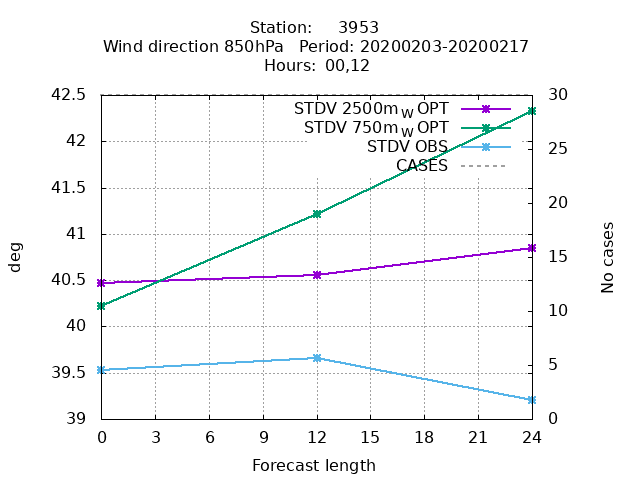 Station: 3953
Wind direction 850hPa Period: 20200203-20200217
Hours: 00,12
42.5
42
41.5
41
40.5
40
39.5
39
deg
STDV 2500m W OPT
STDV 750m W OPT
STDV OBS
CASES
30
25
20
15
10
5
0
No cases
0 3 6 9 12 15 18 21 24
Forecast length